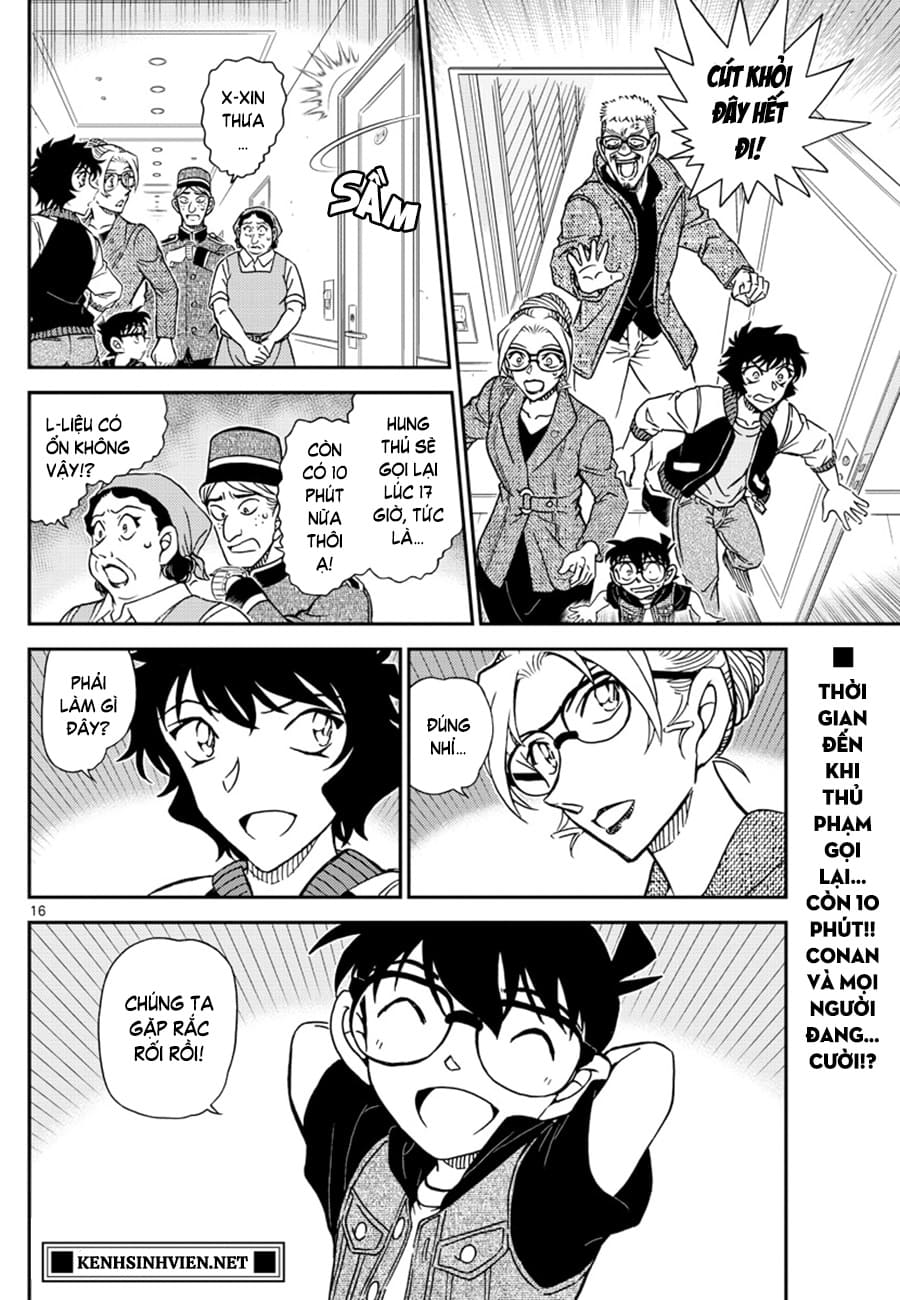 CÚT KHỎI
ĐÂY HẾT
ĐI!
X-XIN
THƯA
...
SẦM
HUNG
THÚ SẼ
GỌI LẠI
LÚC 17
GIỜ, TỨC
LÀ...
CÒN
CÓ 10
PHÚT
NỮA
THÔI
Ạ!
L-LIỆU CÓ
ỔN KHÔNG
VẬY!?
ĐÚNG
NHỈ...
PHẢI
LÀM GÌ
ĐÂY?
16
CHÚNG TA
GẶP RẮC
RỐI RỒI!
THỜI
GIAN
ĐẾN
KHI
THỦ
PHẠM
GỌI
LẠI...
CÒN 10
PHÚT!!
CONAN
VÀ MỌI
NGƯỜI
ĐANG...
CƯỜI!?
KENHSINHVIEN.NET